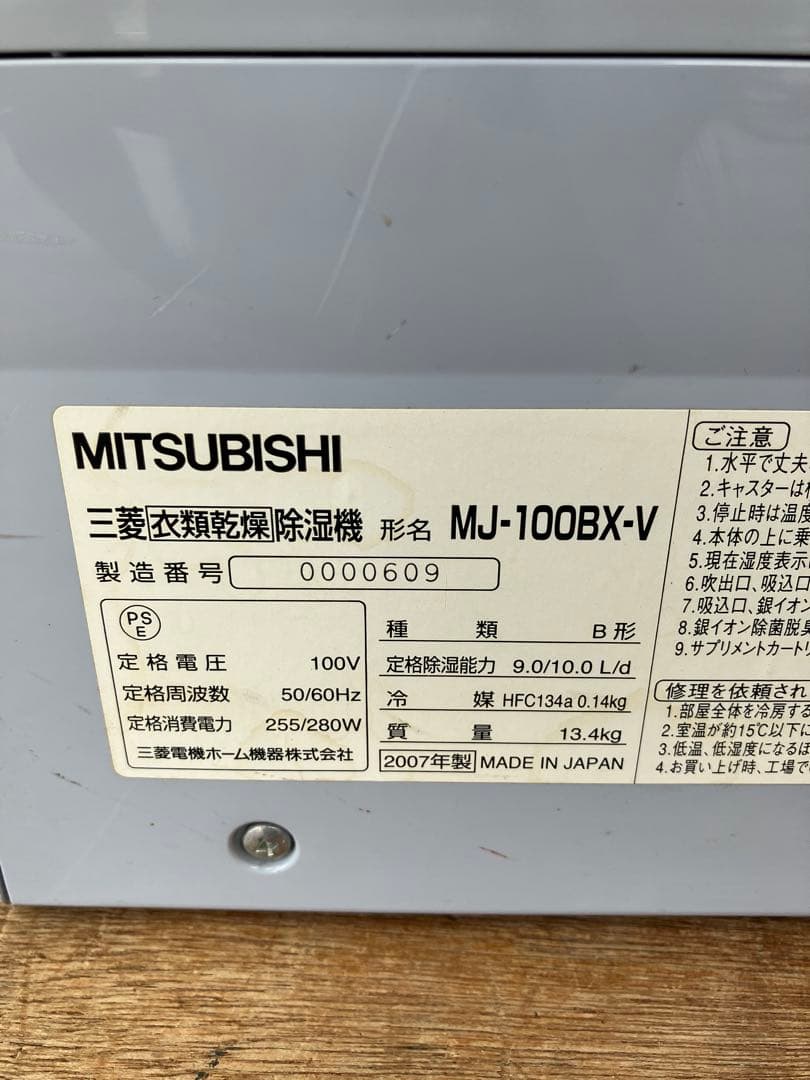 MITSUBISHI
三菱衣類乾燥除湿機 形名 MJ-100BX-V
製造番号 0000609
PS
E
定格電圧 100V
定格周波数 50/60Hz
定格消費電力 255/280W
三菱電機ホーム機器株式会社
種類 B形
定格除湿能力 9.0/10.0 L/d
冷媒 HFC134a 0.14kg
質量 13.4kg
2007年製 MADE IN JAPAN
ご注意
1.水平で丈夫
2.キャスターは
3.停止時は温度
4.本体の上に乗
5.現在湿度表示
6.吹出口、吸込口
7.吸込口、銀イオン
8.銀イオン除菌脱臭
9.サプリメントカートリ
修理を依頼され
1.部屋全体を冷房する
2.室温が約15℃以下に
3.低温、低湿度になるほ
4.お買い上げ時、工場で